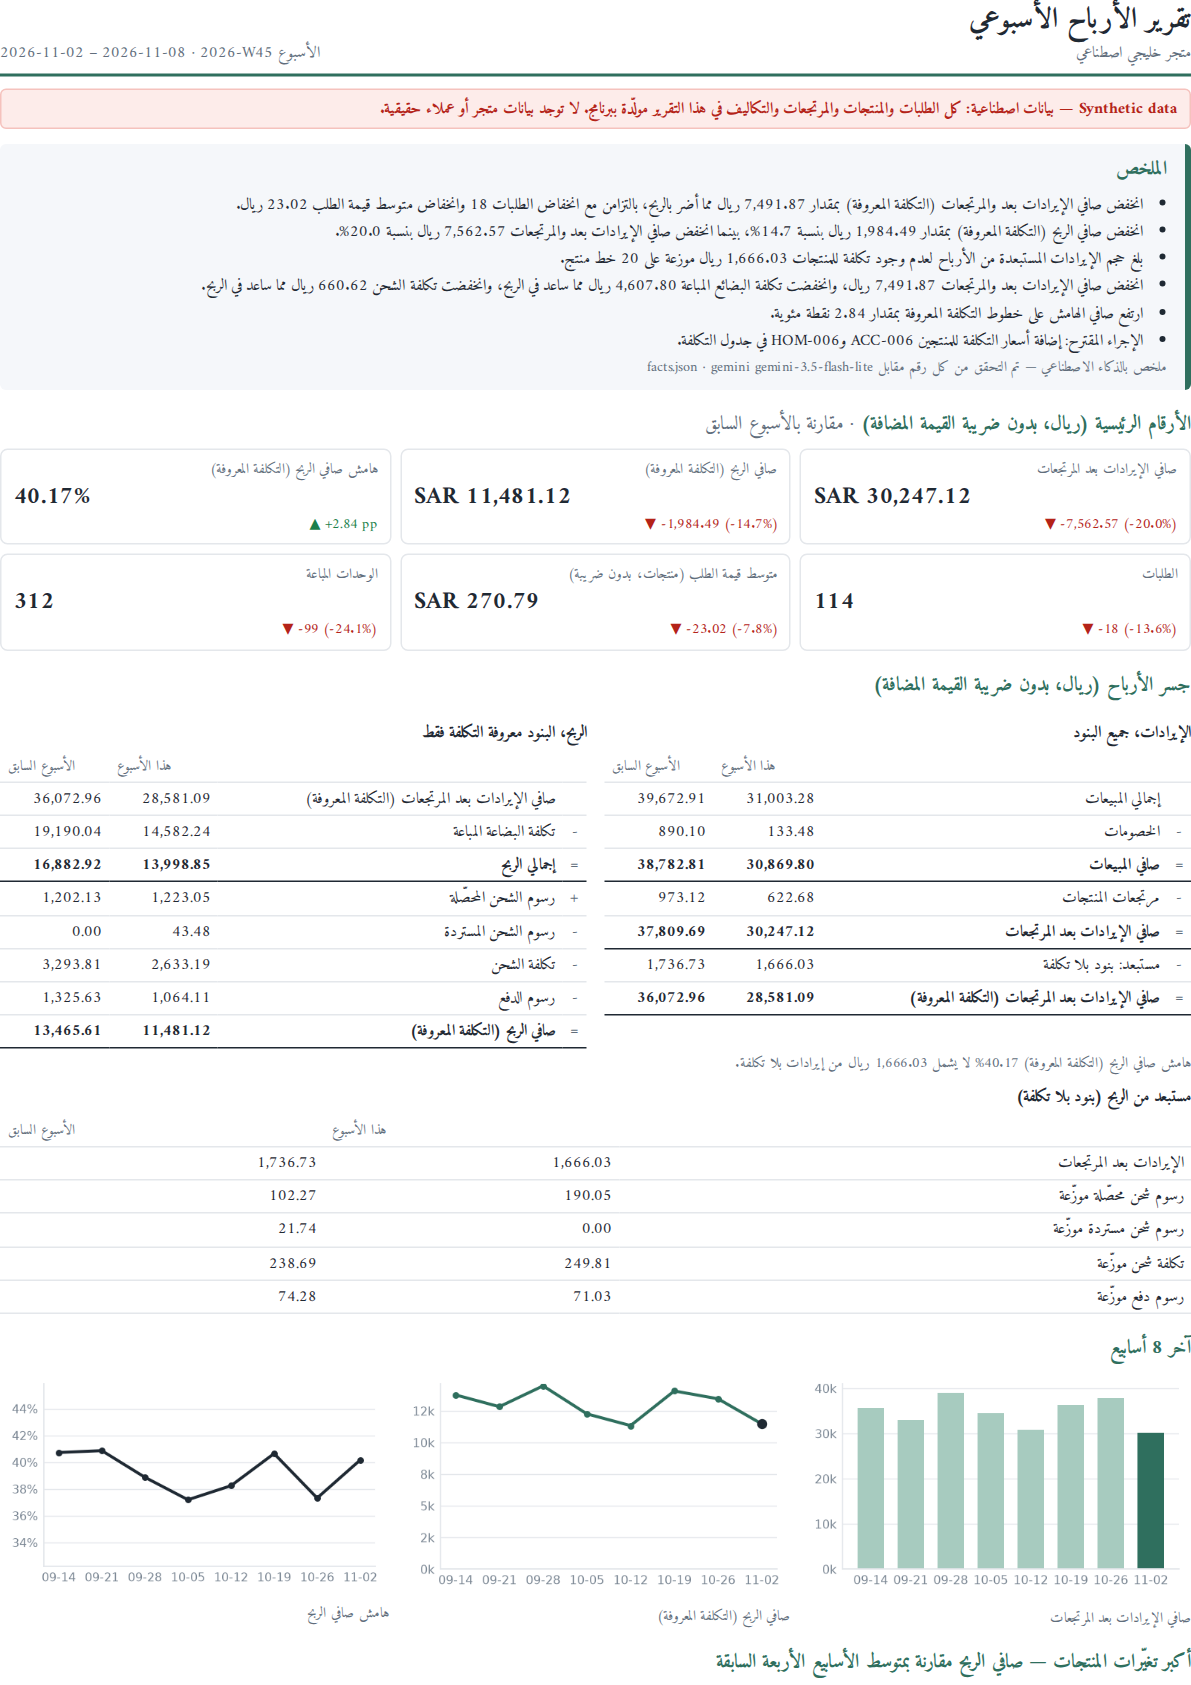 تقرير الأرباح الأسبوعي
متجر خليجي اصطناعي
الأسبوع 2026-W45 · 2026-11-02 – 2026-11-08
Synthetic data — بيانات اصطناعية: كل الطلبات والمنتجات والمرتجعات والتكاليف في هذا التقرير مولّدة ببرنامج. لا توجد بيانات متجر أو عملاء حقيقية.
الملخص
• انخفض صافي الإيرادات بعد والمرتجعات (التكلفة المعروفة) بمقدار 7,491.87 ريال مما أضر بالربح، بالتزامن مع انخفاض الطلبات 18 وانخفاض متوسط قيمة الطلب 23.02 ريال.
• انخفض صافي الربح (التكلفة المعروفة) بمقدار 1,984.49 ريال بنسبة 14.7%، بينما انخفض صافي الإيرادات بعد والمرتجعات 7,562.57 ريال بنسبة 20.0%.
• بلغ حجم الإيرادات المستبعدة من الأرباح لعدم وجود تكلفة للمنتجات 1,666.03 ريال موزعة على 20 خط منتج.
• انخفض صافي الإيرادات بعد والمرتجعات 7,491.87 ريال، وانخفضت تكلفة البضائع المباعة 4,607.80 ريال مما ساعد في الربح، وانخفضت تكلفة الشحن 660.62 ريال مما ساعد في الربح.
• ارتفع صافي الهامش على خطوط التكلفة المعروفة بمقدار 2.84 نقطة مئوية.
• الإجراء المقترح: إضافة أسعار التكلفة للمنتجين ACC-006 وHOM-006 في جدول التكلفة.
ملخص بالذكاء الاصطناعي — تم التحقق من كل رقم مقابل facts.json · gemini gemini-3.5-flash-lite
الأرقام الرئيسية (ريال، بدون ضريبة القيمة المضافة) · مقارنة بالأسبوع السابق
صافي الإيرادات بعد المرتجعات
SAR 30,247.12
▼ -7,562.57 (-20.0%)
صافي الربح (التكلفة المعروفة)
SAR 11,481.12
▼ -1,984.49 (-14.7%)
هامش صافي الربح (التكلفة المعروفة)
40.17%
▲ +2.84 pp
الطلبات
114
▼ -18 (-13.6%)
متوسط قيمة الطلب (منتجات، بدون ضريبة)
SAR 270.79
▼ -23.02 (-7.8%)
الوحدات المباعة
312
▼ -99 (-24.1%)
جسر الأرباح (ريال، بدون ضريبة القيمة المضافة)
الإيرادات، جميع البنود
هذا الأسبوع الأسبوع السابق
إجمالي المبيعات 31,003.28 39,672.91
- الخصومات 133.48 890.10
= صافي المبيعات 30,869.80 38,782.81
- مرتجعات المنتجات 622.68 973.12
= صافي الإيرادات بعد المرتجعات 30,247.12 37,809.69
- مستبعد: بنود بلا تكلفة 1,666.03 1,736.73
= صافي الإيرادات بعد المرتجعات (التكلفة المعروفة) 28,581.09 36,072.96
الربح، البنود معروفة التكلفة فقط
هذا الأسبوع الأسبوع السابق
صافي الإيرادات بعد المرتجعات (التكلفة المعروفة) 28,581.09 36,072.96
- تكلفة البضاعة المباعة 14,582.24 19,190.04
= إجمالي الربح 13,998.85 16,882.92
+ رسوم الشحن المحصّلة 1,223.05 1,202.13
- رسوم الشحن المستردة 43.48 0.00
- تكلفة الشحن 2,633.19 3,293.81
- رسوم الدفع 1,064.11 1,325.63
= صافي الربح (التكلفة المعروفة) 11,481.12 13,465.61
هامش صافي الربح (التكلفة المعروفة) 40.17% لا يشمل 1,666.03 ريال من إيرادات بلا تكلفة.
مستبعد من الربح (بنود بلا تكلفة)
هذا الأسبوع الأسبوع السابق
الإيرادات بعد المرتجعات 1,666.03 1,736.73
رسوم شحن محصّلة موزّعة 190.05 102.27
رسوم شحن مستردة موزّعة 0.00 21.74
تكلفة شحن موزّعة 249.81 238.69
رسوم دفع موزّعة 71.03 74.28
آخر 8 أسابيع
40k
30k
20k
10k
0k
09-14 09-21 09-28 10-05 10-12 10-19 10-26 11-02
صافي الإيرادات بعد المرتجعات
12k
10k
8k
5k
2k
0k
09-14 09-21 09-28 10-05 10-12 10-19 10-26 11-02
صافي الربح (التكلفة المعروفة)
44%
42%
40%
38%
36%
34%
09-14 09-21 09-28 10-05 10-12 10-19 10-26 11-02
هامش صافي الربح
أكبر تغيّرات المنتجات — صافي الربح مقارنة بمتوسط الأسابيع الأربعة السابقة